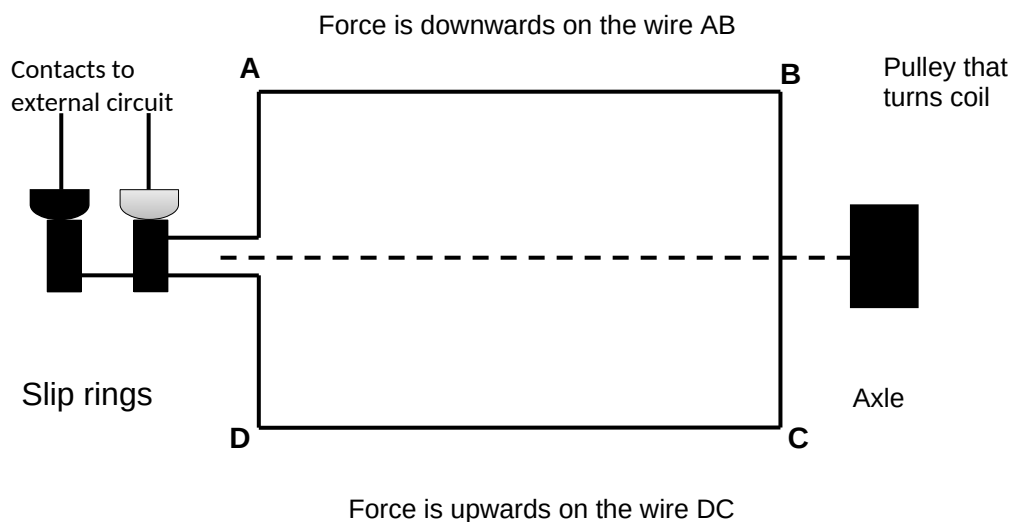 Force is downwards on the wire AB
Contacts to
external circuit
A
B
Pulley that
turns coil
Slip rings
Axle
D
C
Force is upwards on the wire DC